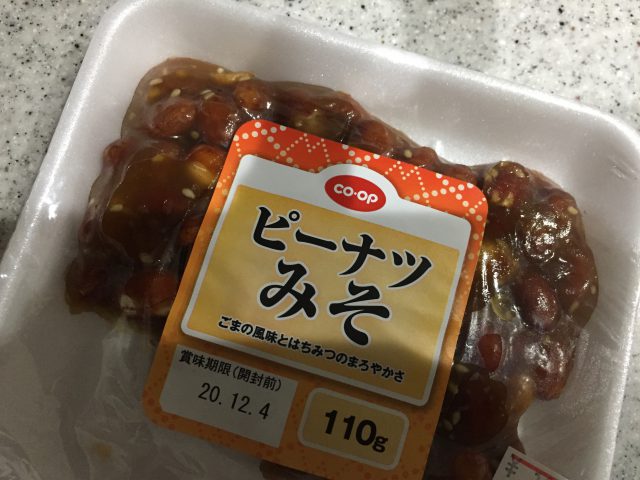 CO・OP
ピーナツ
みそ
ごまの風味とはちみつのまろやかさ
賞味期限(開封前)
20.12.4
110g